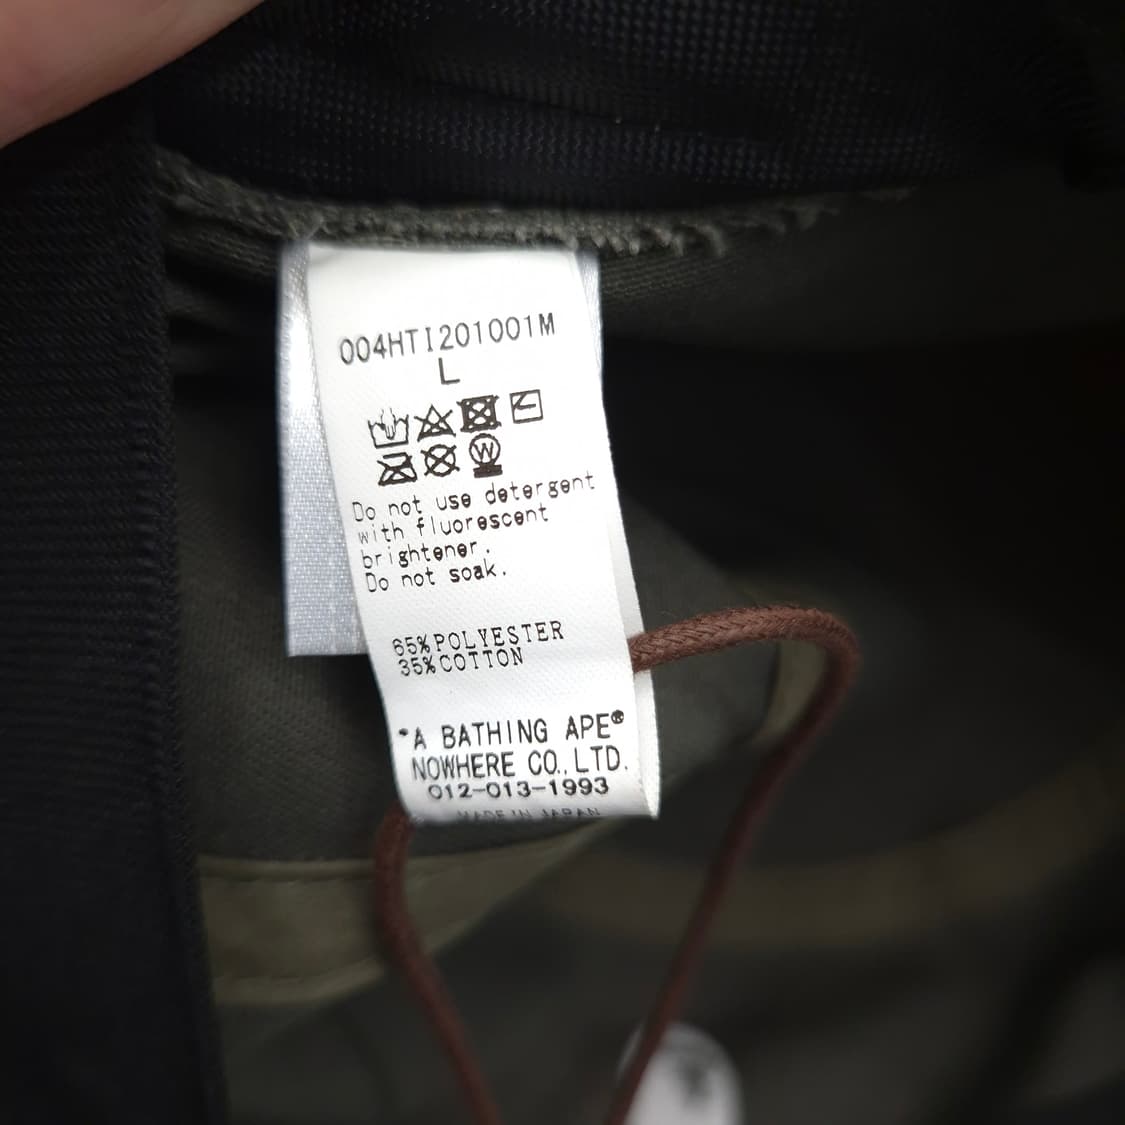 004HTI201001M
L
W
Do not use detergent
with fluorescent
brightener.
Do not soak.
65%POLYESTER
35%COTTON
"A BATHING APE®
NOWHERE CO.,LTD.
012-013-1993
MADE IN JAPAN